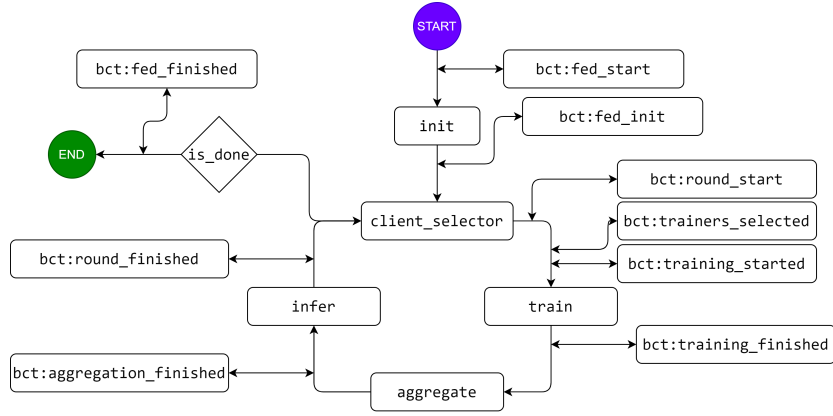 START
bct:fed_finished
bct:fed_start
bct:fed_init
init
END
is_done
bct:round_start
client_selector
bct:trainers_selected
bct:round_finished
bct:training_started
infer
train
bct:training_finished
bct:aggregation_finished
aggregate